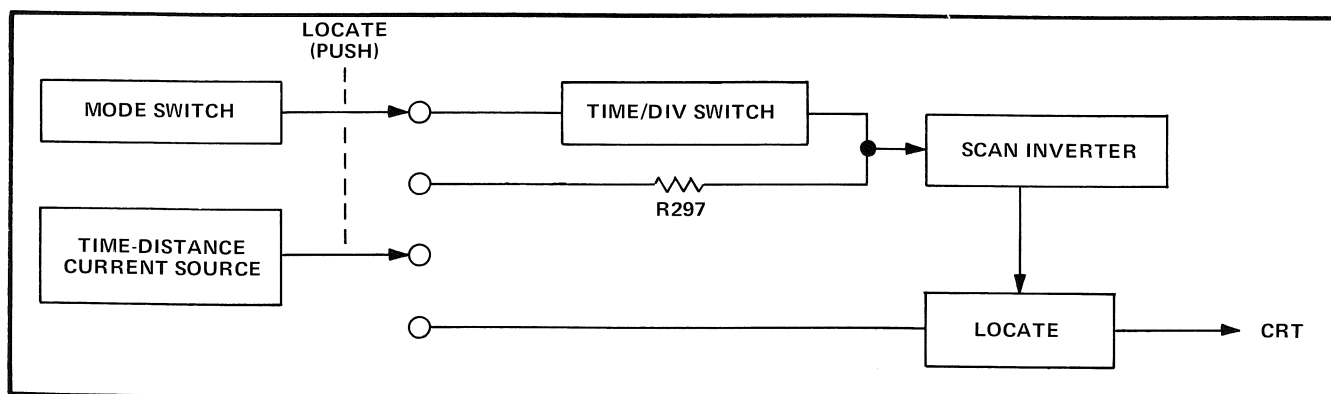 LOCATE
(PUSH)
MODE SWITCH
TIME/DIV SWITCH
SCAN INVERTER
R297
TIME-DISTANCE
CURRENT SOURCE
LOCATE
CRT